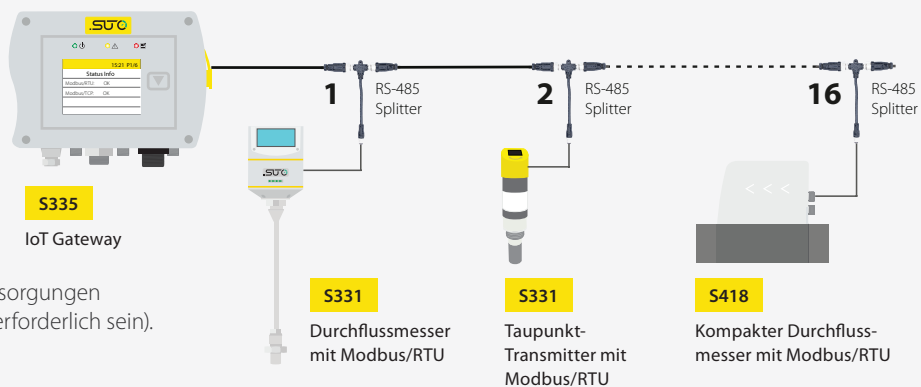 .SUTO
15:21 P1/6
Status Info
Modbus/RTU: OK
Modbus/TCP: OK
1
RS-485
Splitter
2
RS-485
Splitter
16
RS-485
Splitter
.SUTO
S335
IoT Gateway
sorgungen
erforderlich sein).
S331
Durchflussmesser
mit Modbus/RTU
S331
Taupunkt-
Transmitter mit
Modbus/RTU
< < <
S418
Kompakter Durchfluss-
messer mit Modbus/RTU